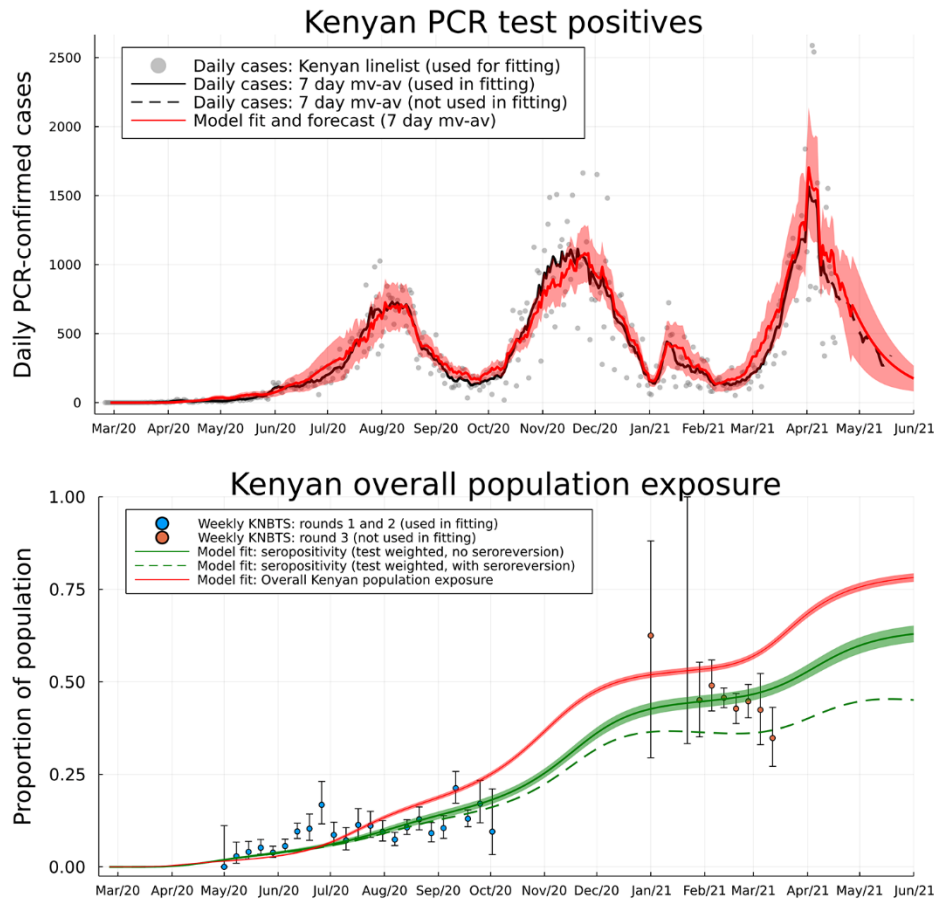 Kenyan PCR test positives
Daily PCR-confirmed cases
2500
2000
1500
1000
500
0
Daily cases: Kenyan linelist (used for fitting)
Daily cases: 7 day mv-av (used in fitting)
Daily cases: 7 day mv-av (not used in fitting)
Model fit and forecast (7 day mv-av)
Mar/20 Apr/20 May/20 Jun/20 Jul/20 Aug/20 Sep/20 Oct/20 Nov/20 Dec/20 Jan/21 Feb/21 Mar/21 Apr/21 May/21 Jun/21
Kenyan overall population exposure
Proportion of population
1.00
0.75
0.50
0.25
0.00
Weekly KNBTS: rounds 1 and 2 (used in fitting)
Weekly KNBTS: round 3 (not used in fitting)
Model fit: seropositivity (test weighted, no seroreversion)
Model fit: seropositivity (test weighted, with seroreversion)
Model fit: Overall Kenyan population exposure
Mar/20 Apr/20 May/20 Jun/20 Jul/20 Aug/20 Sep/20 Oct/20 Nov/20 Dec/20 Jan/21 Feb/21 Mar/21 Apr/21 May/21 Jun/21